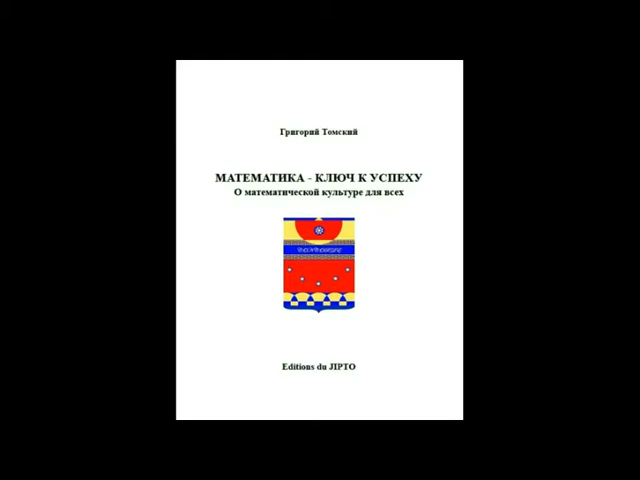 Григорий Томский
МАТЕМАТИКА - КЛЮЧ К УСПЕХУ
О математической культуре для всех
Editions du JIPTO